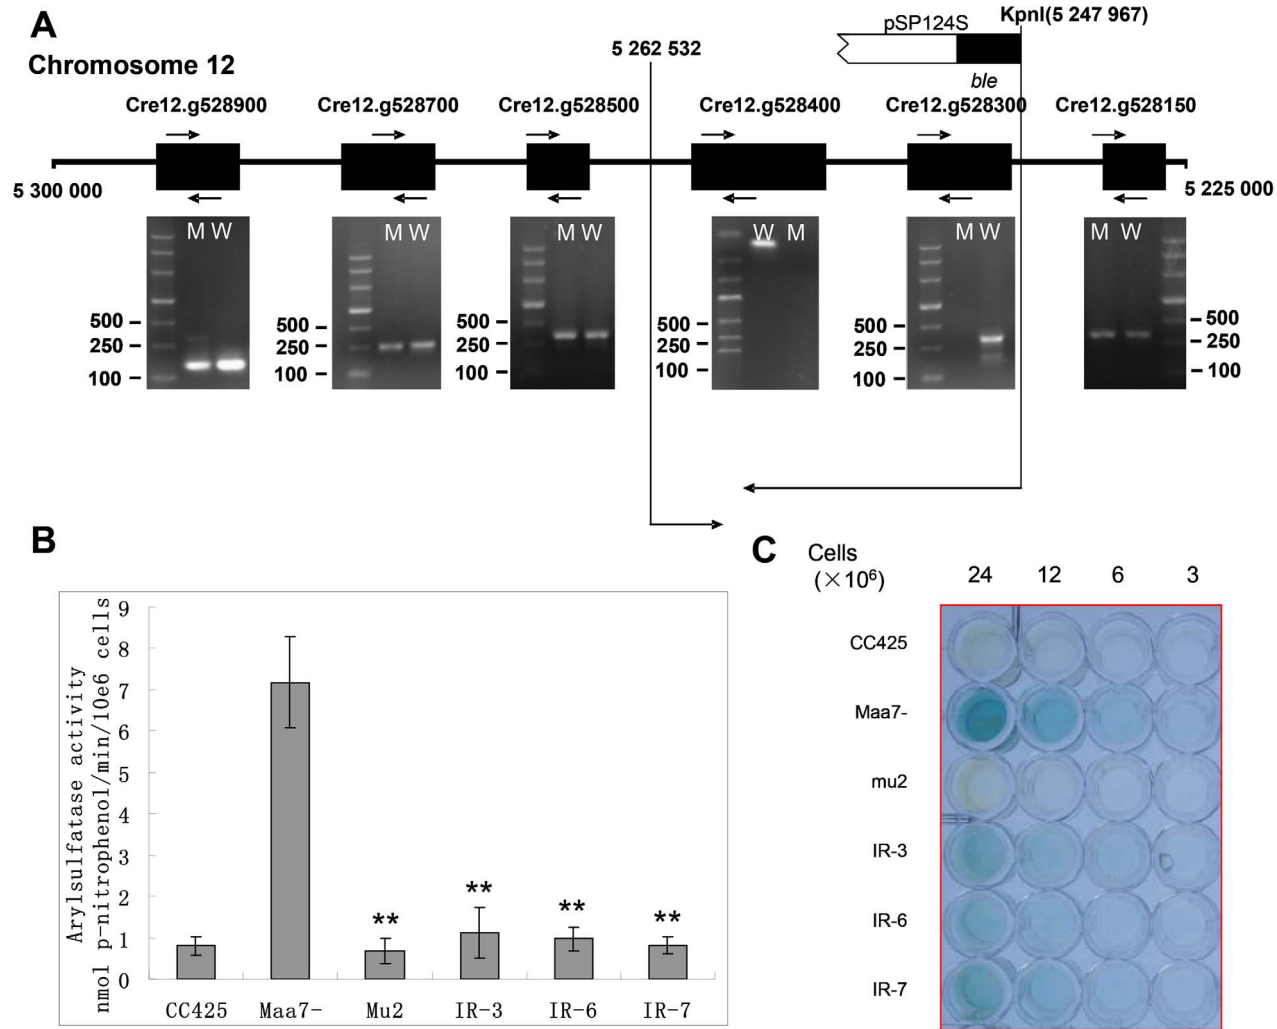 A
Chromosome 12
pSP124S
KpnI(5 247 967)
5 262 532
ble
Cre12.g528900
Cre12.g528700
Cre12.g528500
Cre12.g528400
Cre12.g528300
Cre12.g528150
5 300 000
5 225 000
M W
M W
M W
W M
M W
M W
500
250
100
500
250
100
500
250
100
500
250
100
500
250
100
500
250
100
B
Arylsulfatase activity
nmol p-nitrophenol/min/10e6 cells
9
8
7
6
5
4
3
2
1
0
**
**
**
**
CC425 Maa7- Mu2 IR-3 IR-6 IR-7
C
Cells
(×10⁶)
24 12 6 3
CC425
Maa7-
mu2
IR-3
IR-6
IR-7